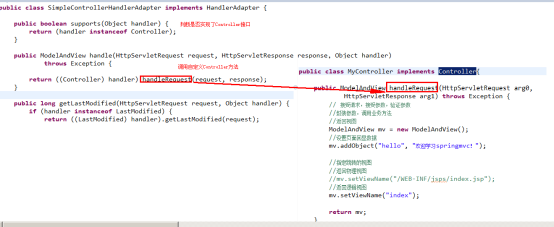 public class SimpleControllerHandlerAdapter implements HandlerAdapter {
public boolean supports(Object handler) { 判断是否实现了Controller接口
return (handler instanceof Controller);
}
public ModelAndView handle(HttpServletRequest request, HttpServletResponse response, Object handler)
throws Exception {
调用自定义Controller方法
return ((Controller) handler).handleRequest(request, response);
}
public long getLastModified(HttpServletRequest request, Object handler) {
if (handler instanceof LastModified) {
return ((LastModified) handler).getLastModified(request);
public class MyController implements Controller{
public ModelAndView handleRequest(HttpServletRequest arg0,
HttpServletResponse arg1) throws Exception {
//接收请求，接收参数，验证参数
//封装参数，调用业务方法
//返回视图
ModelAndView mv = new ModelAndView();
//设置页面回显数据
mv.addObject("hello", "欢迎学习springmvc！");
//指定跳转的视图
//返回物理视图
//mv.setViewName("/WEB-INF/jsps/index.jsp");
//返回逻辑视图
mv.setViewName("index");
return mv;
}